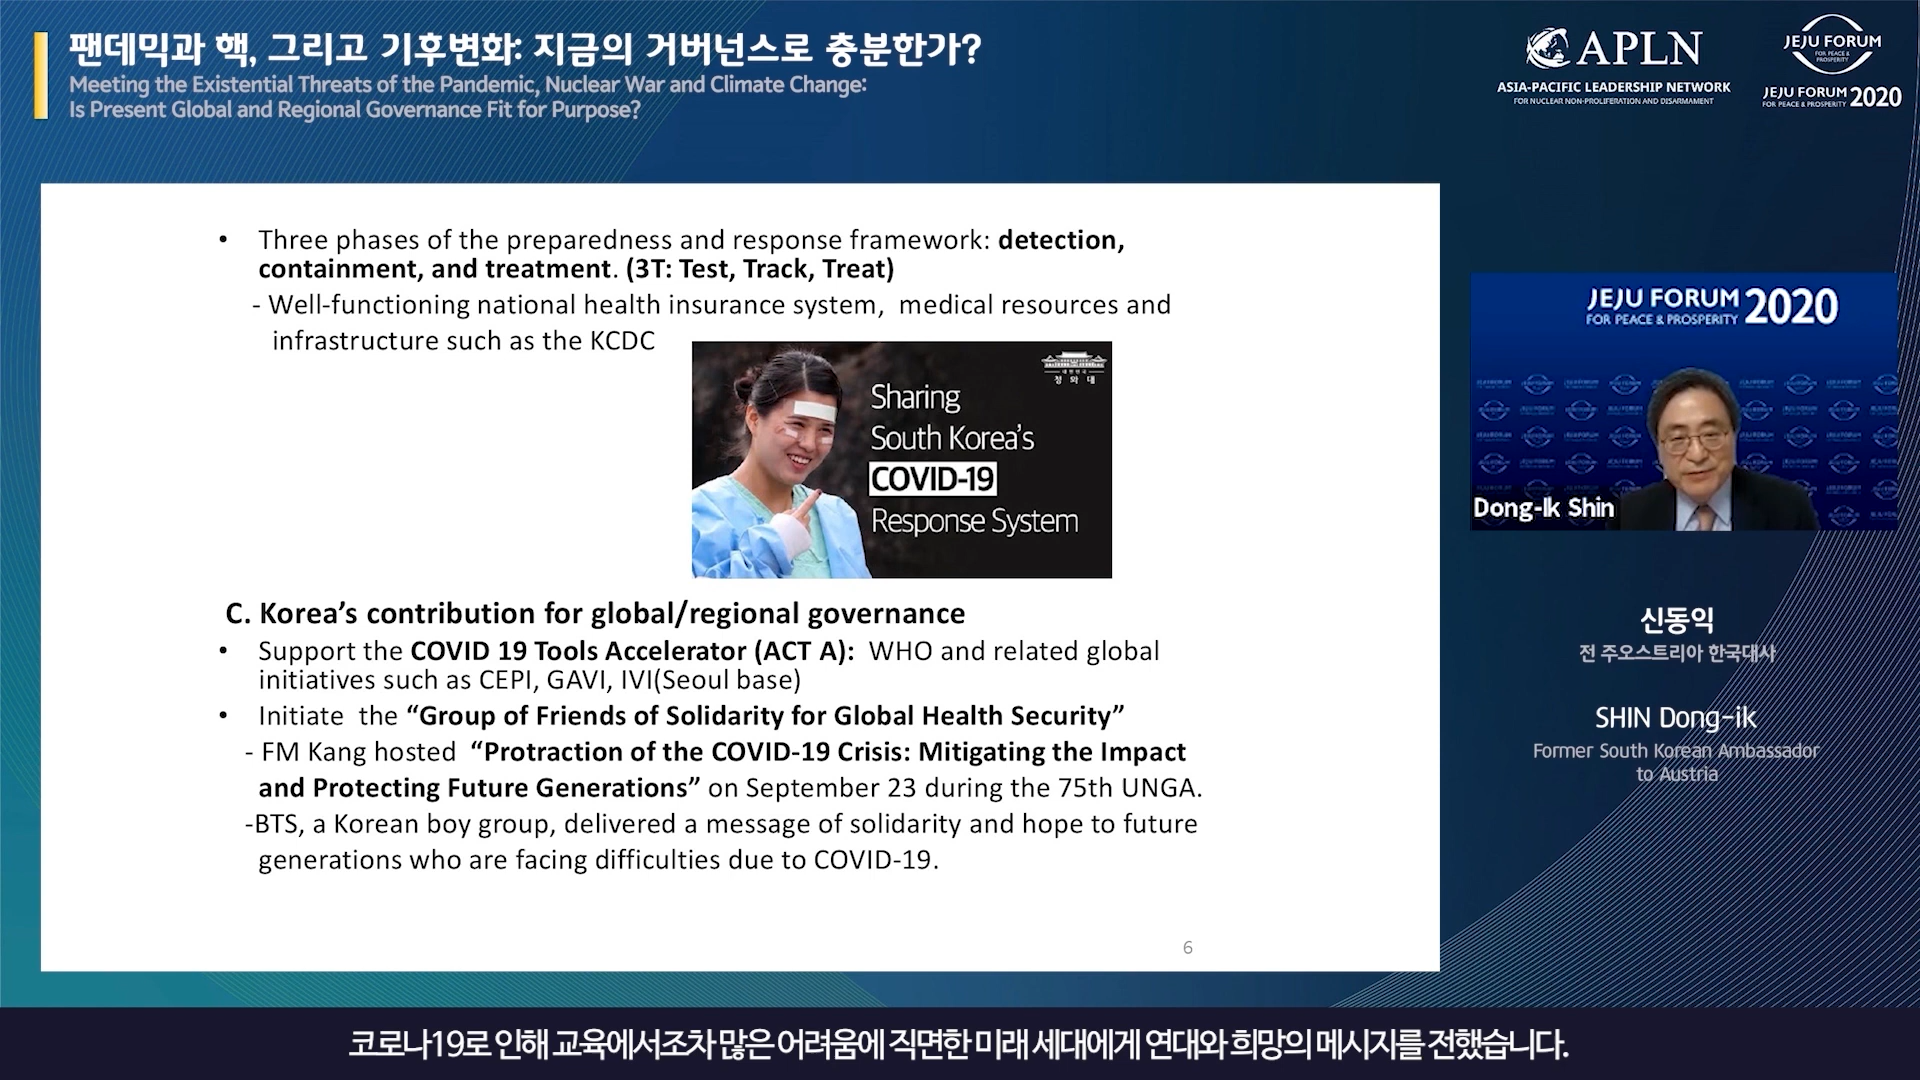 팬데믹과 핵, 그리고 기후변화: 지금의 거버넌스로 충분한가?
Meeting the Existential Threats of the Pandemic, Nuclear War and Climate Change:
Is Present Global and Regional Governance Fit for Purpose?
APLN
ASIA-PACIFIC LEADERSHIP NETWORK
FOR NUCLEAR NON-PROLIFERATION AND DISARMAMENT
JEJU FORUM
FOR PEACE &
PROSPERITY
JEJU FORUM
FOR PEACE & PROSPERITY 2020
• Three phases of the preparedness and response framework: detection,
containment, and treatment. (3T: Test, Track, Treat)
- Well-functioning national health insurance system, medical resources and
infrastructure such as the KCDC
대한민국
청와대
Sharing
South Korea's
COVID-19
Response System
C. Korea's contribution for global/regional governance
• Support the COVID 19 Tools Accelerator (ACT A): WHO and related global
initiatives such as CEPI, GAVI, IVI(Seoul base)
• Initiate the “Group of Friends of Solidarity for Global Health Security”
- FM Kang hosted “Protraction of the COVID-19 Crisis: Mitigating the Impact
and Protecting Future Generations” on September 23 during the 75th UNGA.
-BTS, a Korean boy group, delivered a message of solidarity and hope to future
generations who are facing difficulties due to COVID-19.
6
JEJU FORUM 2020
FOR PEACE & PROSPERITY
Dong-Ik Shin
신동익
전 주오스트리아 한국대사
SHIN Dong-ik
Former South Korean Ambassador
to Austria
코로나19로 인해 교육에서조차 많은 어려움에 직면한 미래 세대에게 연대와 희망의 메시지를 전했습니다.